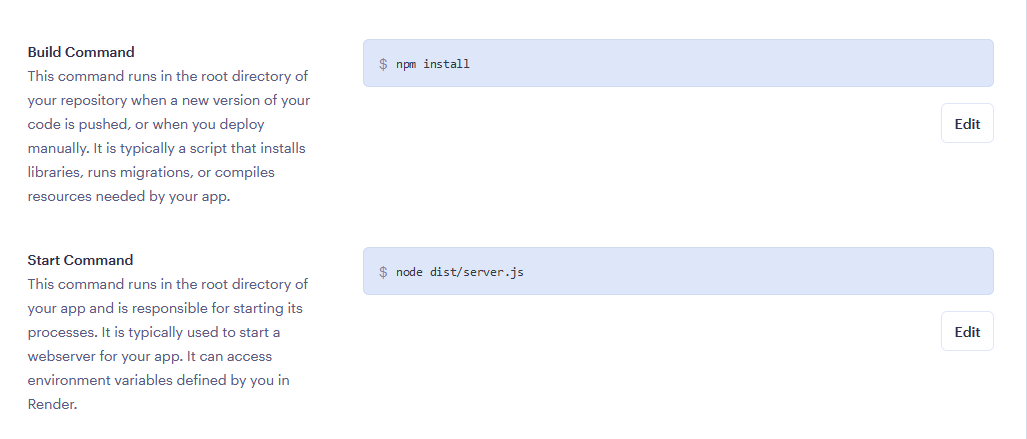 Build Command
This command runs in the root directory of
your repository when a new version of your
code is pushed, or when you deploy
manually. It is typically a script that installs
libraries, runs migrations, or compiles
resources needed by your app.
$ npm install
Edit
Start Command
This command runs in the root directory of
your app and is responsible for starting its
processes. It is typically used to start a
webserver for your app. It can access
environment variables defined by you in
Render.
$ node dist/server.js
Edit